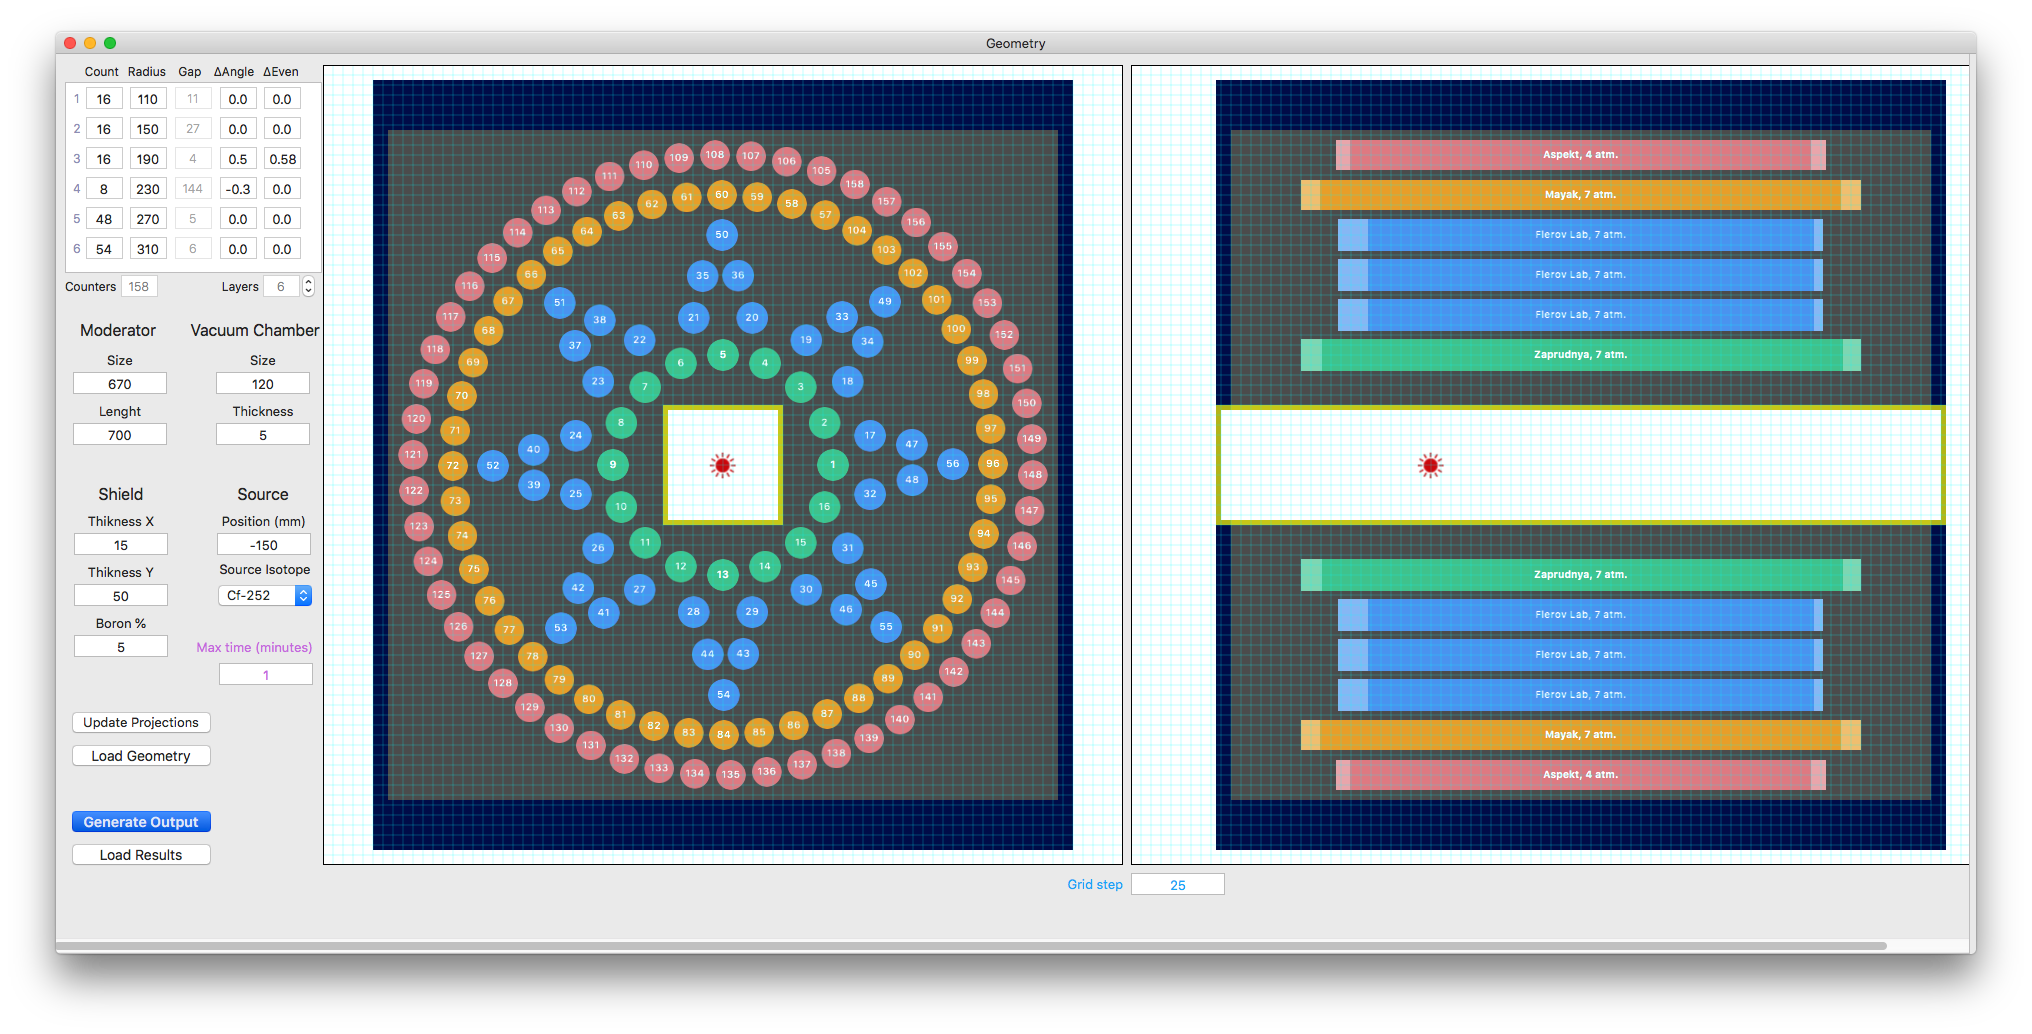 Geometry
Count Radius Gap ΔAngle ΔEven
1 16 110 11 0.0 0.0
2 16 150 27 0.0 0.0
3 16 190 4 0.5 0.58
4 8 230 144 -0.3 0.0
5 48 270 5 0.0 0.0
6 54 310 6 0.0 0.0
Counters 158 Layers 6
Moderator Vacuum Chamber
Size Size
670 120
Lenght Thickness
700 5
Shield Source
Thikness X Position (mm)
15 -150
Thikness Y Source Isotope
50 Cf-252
Boron %
5
Max time (minutes)
1
Update Projections
Load Geometry
Generate Output
Load Results
108 107
109 106
110 105
111 158
112 157
113 156
114 155
115 154
116 153
117 152
118 151
119 150
120 149
121 148
122 147
123 146
124 145
125 144
126 143
127 142
128 141
129 140
130 139
131 138
132 137
133 134 135 136
60 59
61 58
62 57
63 104
64 103
65 102
66 101
67 100
68 99
69 98
70 97
71 96
72 95
73 94
74 93
75 92
76 91
77 90
78 89
79 88
80 87
81 86
82 83 84 85
50
35 36
51 38 49 33
37 34
21 20
22 19
23 18
24 17
40 47
52 56
39 48
25 32
26 31
42 45
41 46
27 30
53 55
28 29
44 43
54
5
6 4
7 3
8 2
9 1
10 16
11 15
12 14
13
Aspekt, 4 atm.
Mayak, 7 atm.
Flerov Lab, 7 atm.
Flerov Lab, 7 atm.
Flerov Lab, 7 atm.
Zaprudnya, 7 atm.
Zaprudnya, 7 atm.
Flerov Lab, 7 atm.
Flerov Lab, 7 atm.
Flerov Lab, 7 atm.
Mayak, 7 atm.
Aspekt, 4 atm.
Grid step 25